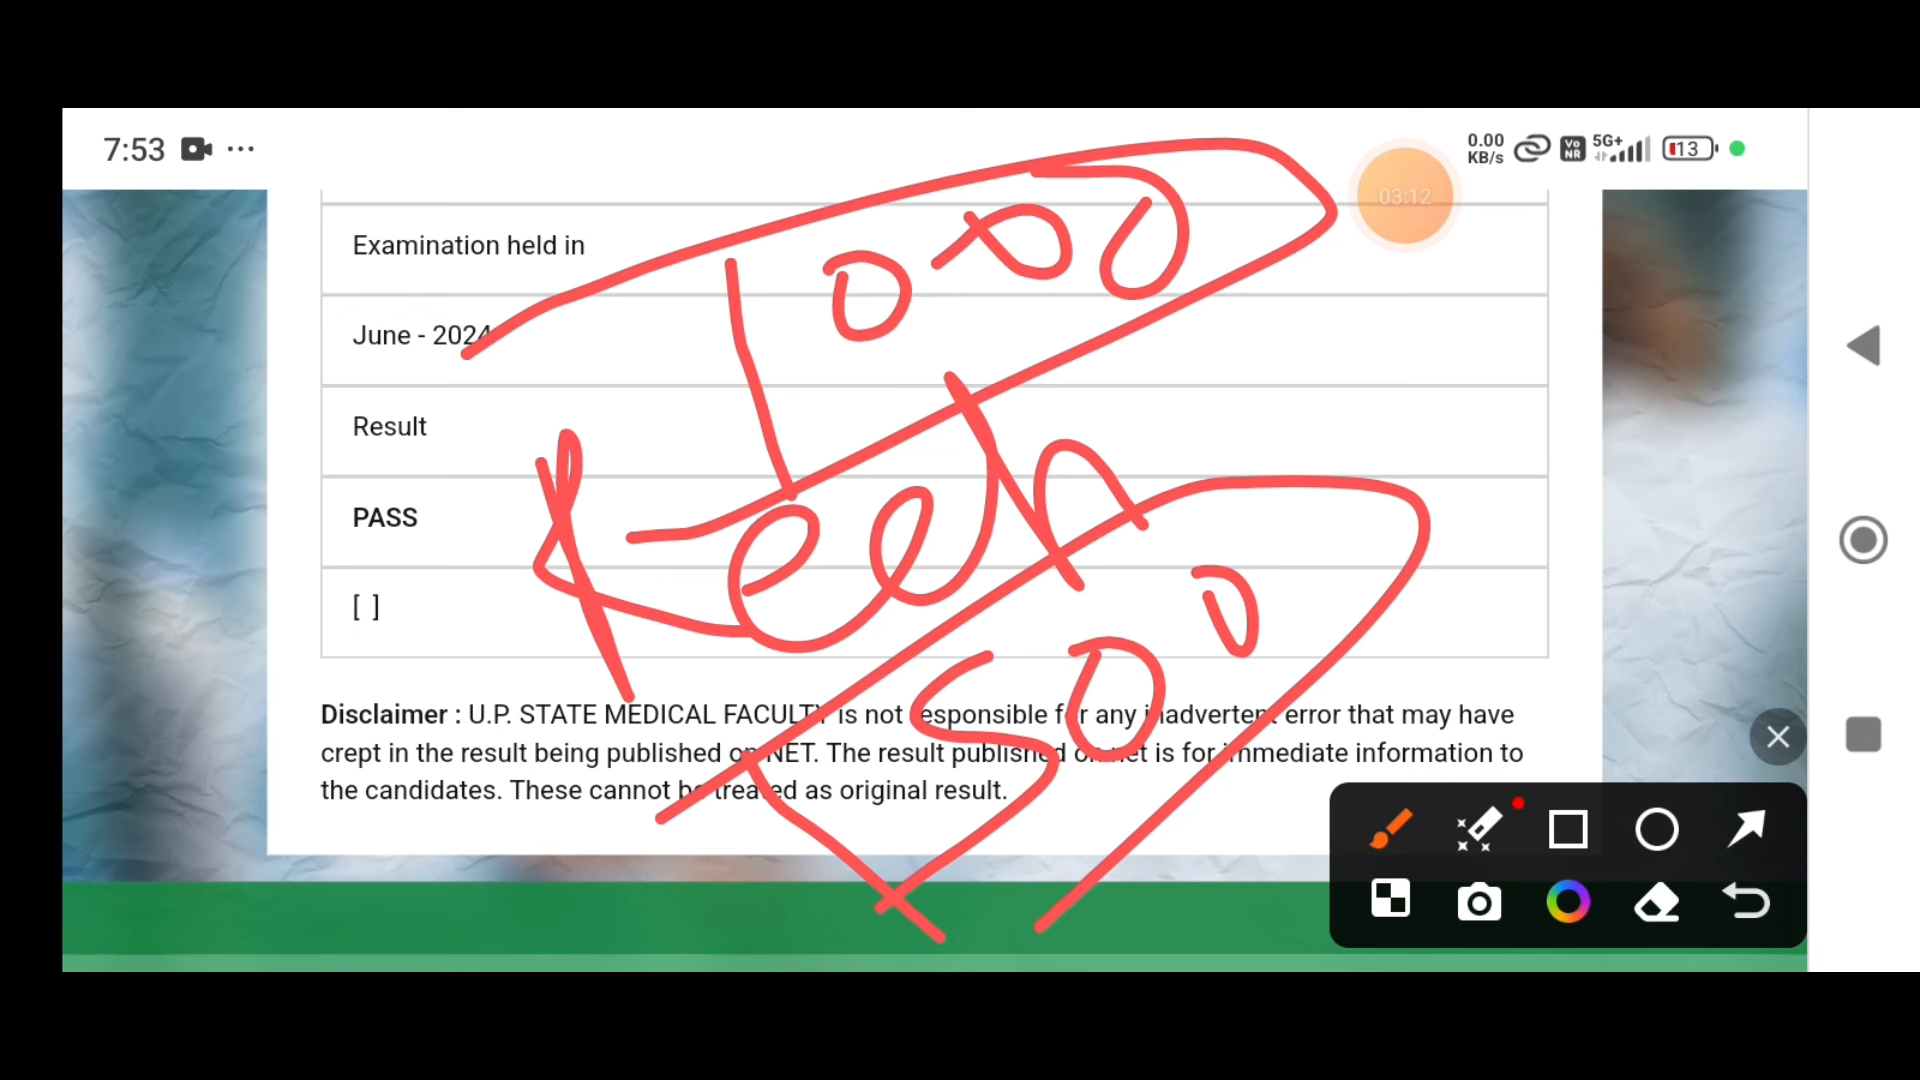 7:53
0.00
KB/s
Vo
NR
5G+
13
03:12
Examination held in
1000
June - 2024
Result
PASS
[ ]
1500
Disclaimer : U.P. STATE MEDICAL FACULTY is not responsible for any inadvertent error that may have
crept in the result being published on NET. The result published on net is for immediate information to
the candidates. These cannot be treated as original result.